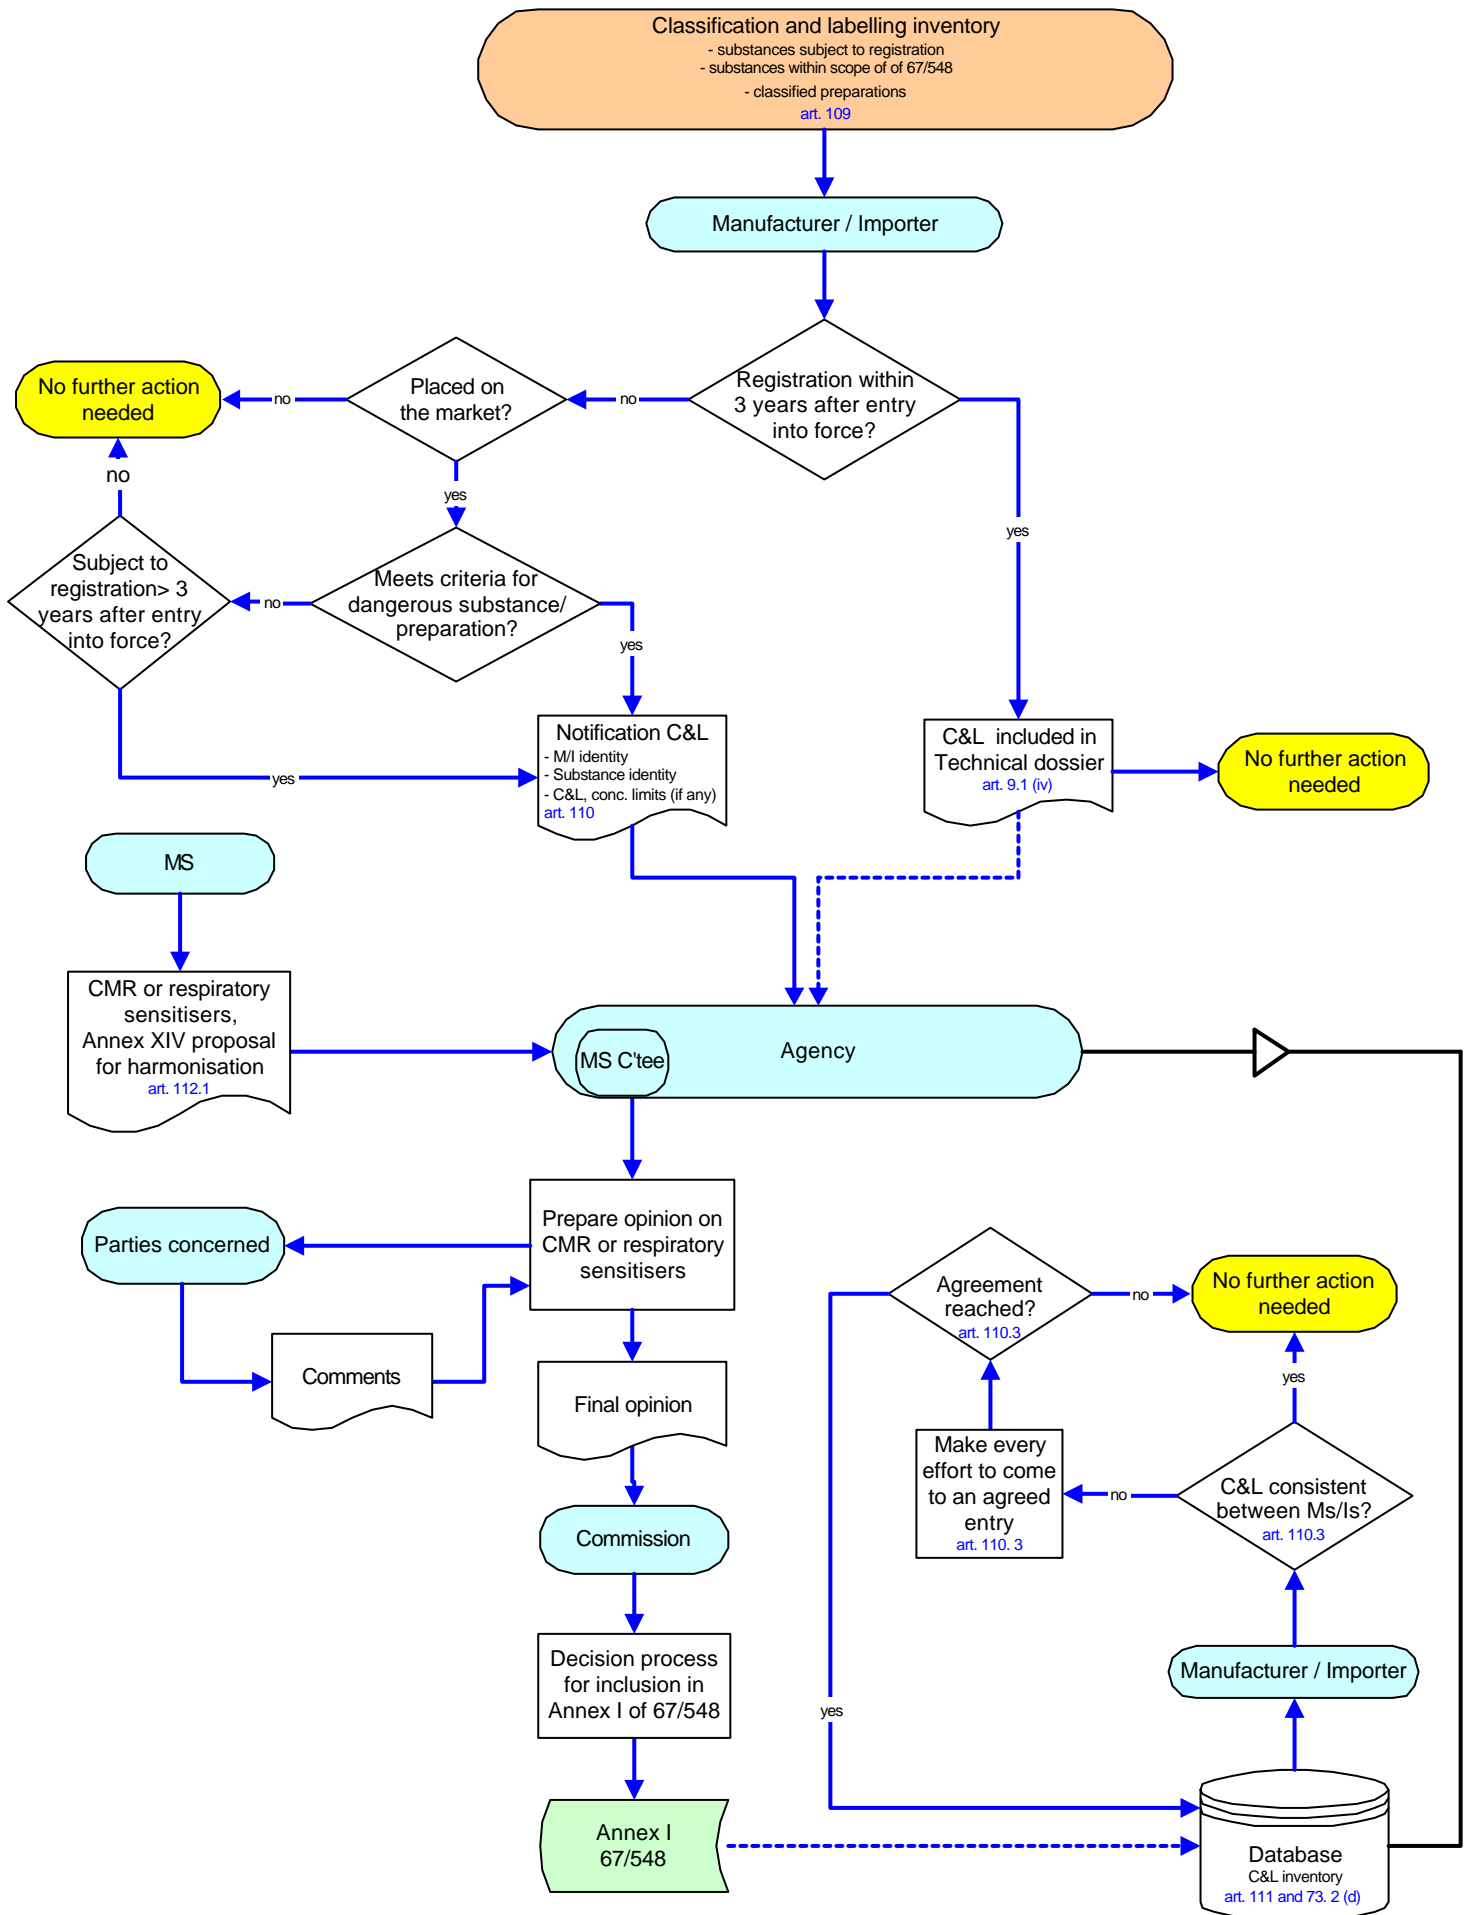 Classification and labelling inventory
- substances subject to registration
- substances within scope of of 67/548
- classified preparations
art. 109
Manufacturer / Importer
No further action
needed
no
Placed on
the market?
no
Registration within
3 years after entry
into force?
no
yes
yes
Subject to
registration> 3
years after entry
into force?
no
Meets criteria for
dangerous substance/
preparation?
yes
yes
Notification C&L
- M/I identity
- Substance identity
- C&L, conc. limits (if any)
art. 110
C&L included in
Technical dossier
art. 9.1 (iv)
No further action
needed
MS
CMR or respiratory
sensitisers,
Annex XIV proposal
for harmonisation
art. 112.1
MS C'tee
Agency
Parties concerned
Prepare opinion on
CMR or respiratory
sensitisers
Comments
Final opinion
Agreement
reached?
art. 110.3
no
No further action
needed
yes
Make every
effort to come
to an agreed
entry
art. 110. 3
no
C&L consistent
between Ms/Is?
art. 110.3
Commission
Decision process
for inclusion in
Annex I of 67/548
Manufacturer / Importer
yes
Annex I
67/548
Database
C&L inventory
art. 111 and 73. 2 (d)